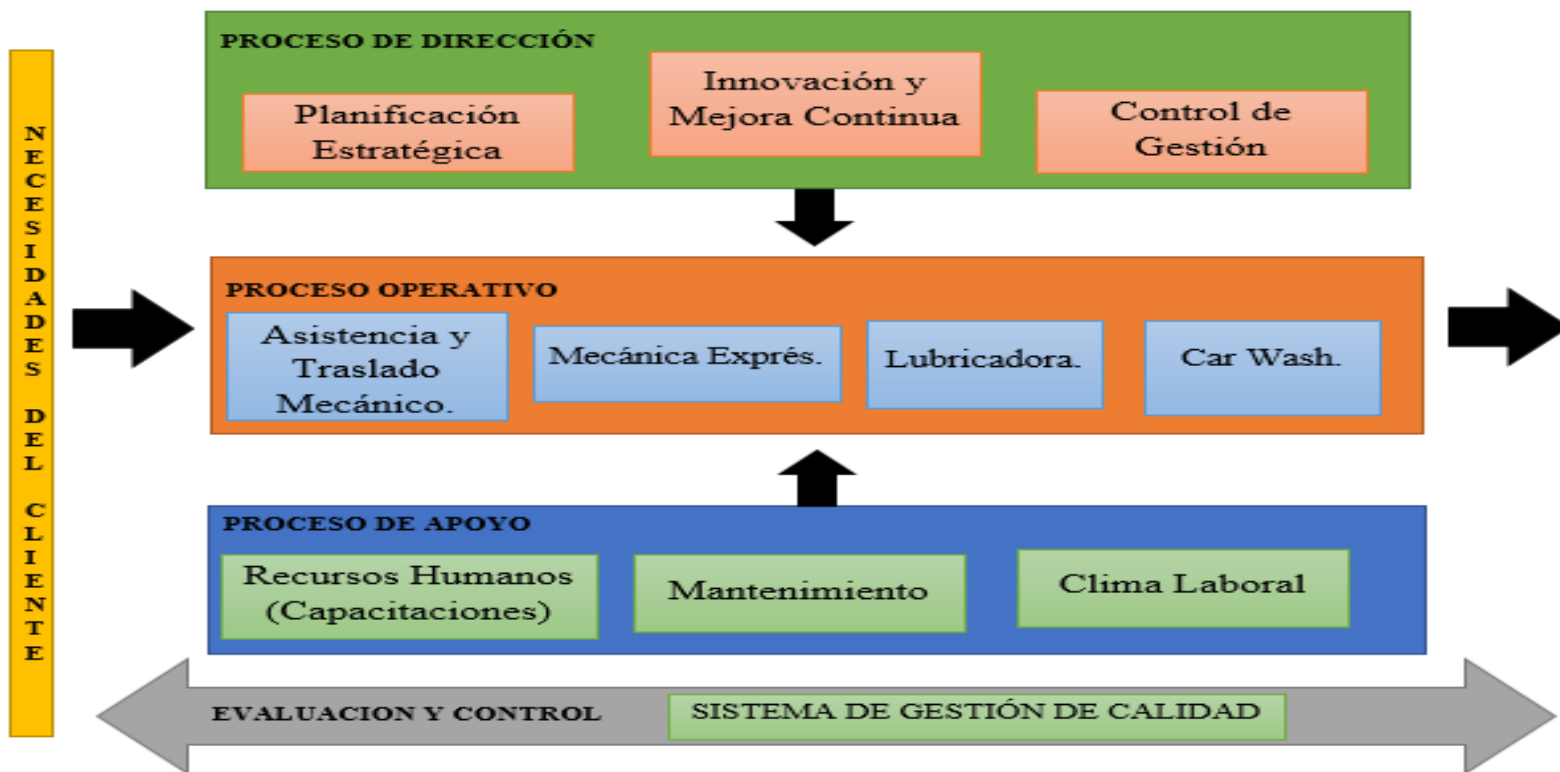 NECESIDADES DEL CLIENTE
PROCESO DE DIRECCIÓN
Planificación
Estratégica
Innovación y
Mejora Continua
Control de
Gestión
PROCESO OPERATIVO
Asistencia y
Traslado
Mecánico.
Mecánica Exprés.
Lubricadora.
Car Wash.
PROCESO DE APOYO
Recursos Humanos
(Capacitaciones)
Mantenimiento
Clima Laboral
EVALUACION Y CONTROL
SISTEMA DE GESTIÓN DE CALIDAD